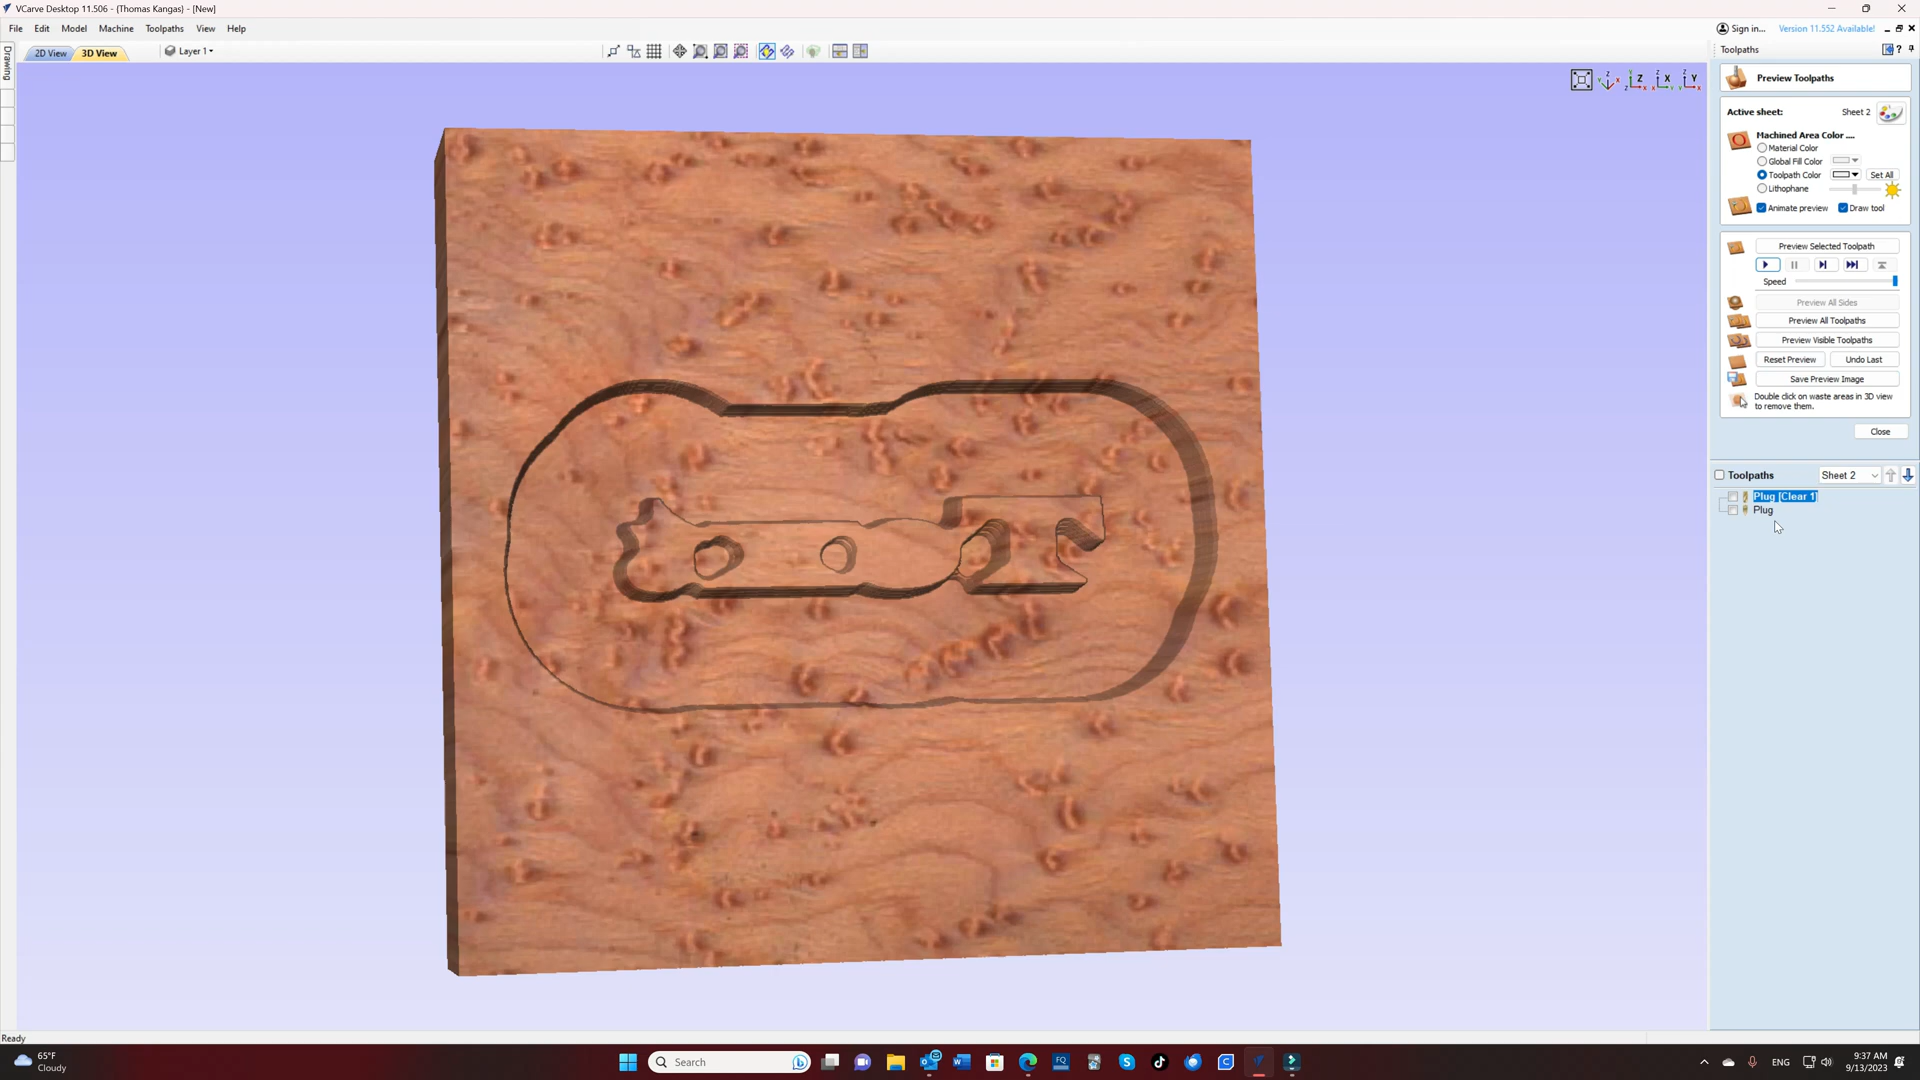 VCarve Desktop 11.506 - {Thomas Kangas} - [New]
File Edit Model Machine Toolpaths View Help
Sign in... Version 11.552 Available!
2D View 3D View Layer 1
Toolpaths
Drawing
Z X Y
Preview Toolpaths
Active sheet: Sheet 2
Machined Area Color ....
Material Color
Global Fill Color
Toolpath Color Set All
Lithophane
Animate preview Draw tool
Preview Selected Toolpath
Speed
Preview All Sides
Preview All Toolpaths
Preview Visible Toolpaths
Reset Preview Undo Last
Save Preview Image
Double click on waste areas in 3D view
to remove them.
Close
Toolpaths Sheet 2
Plug [Clear 1]
Plug
Ready
65°F
Cloudy
Search
FQ
ENG
9:37 AM
9/13/2023